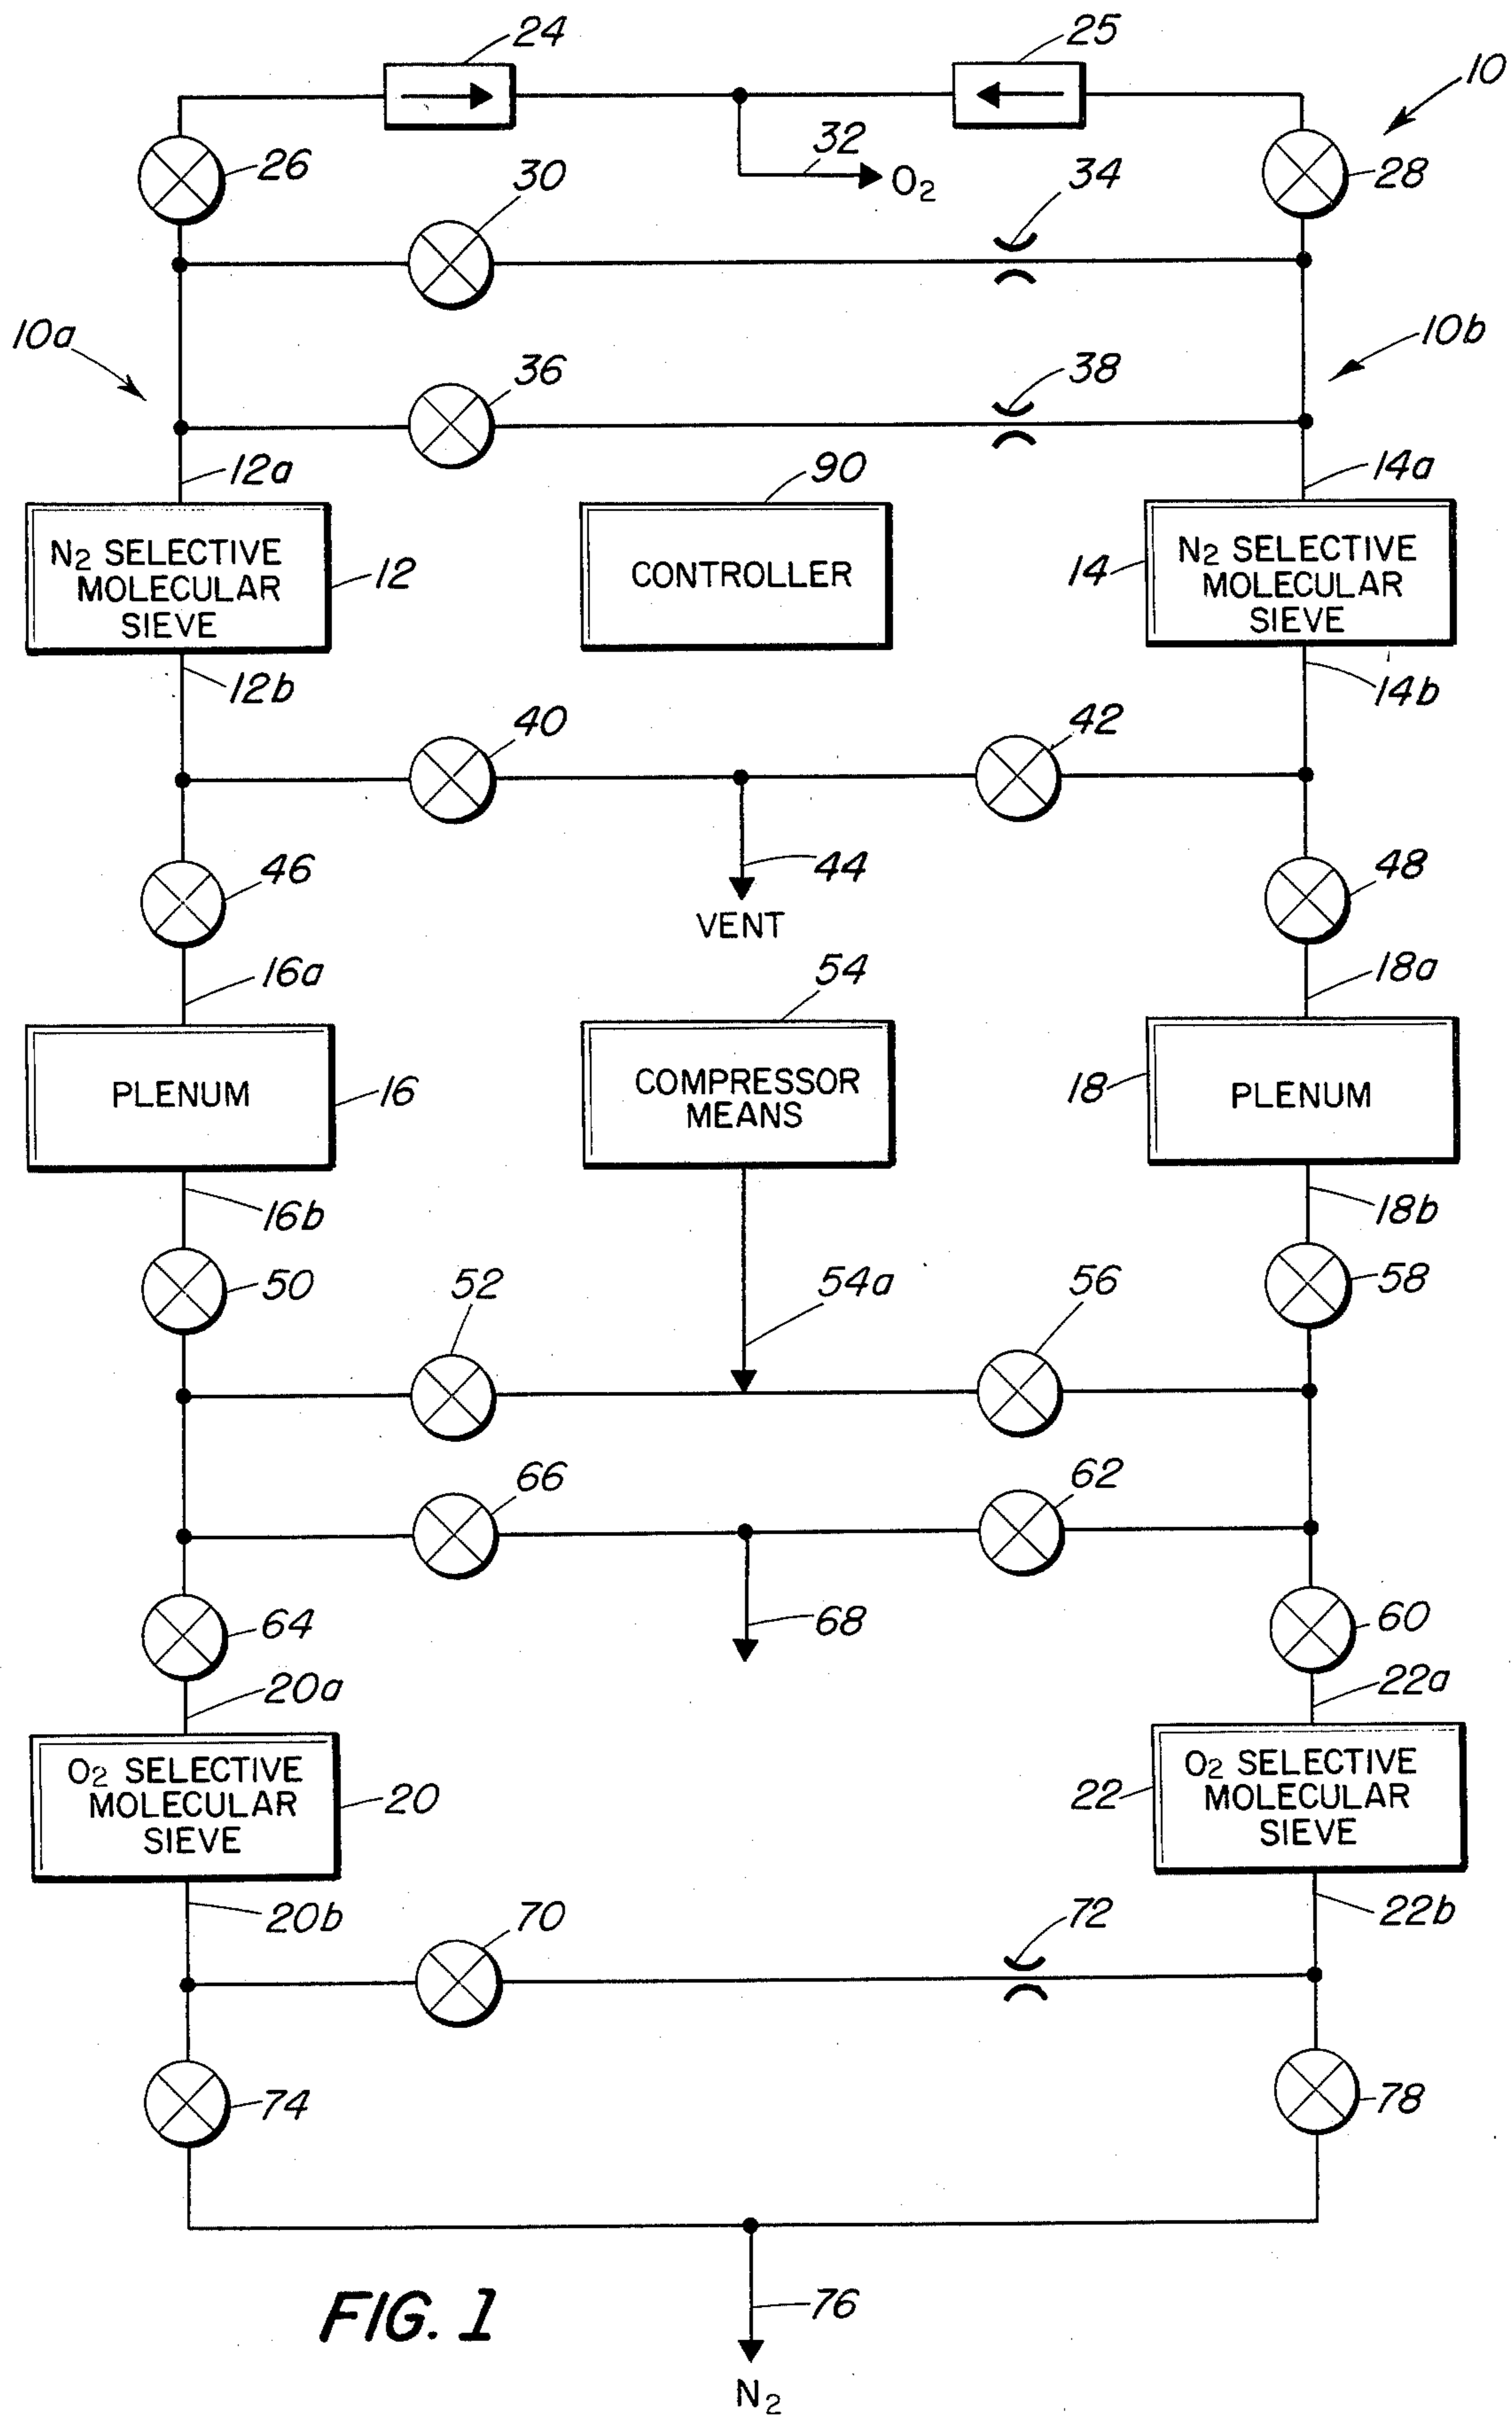 24
25
10
26
32
O2
28
30
34
10a
10b
36
38
12a
90
14a
N2 SELECTIVE
MOLECULAR
SIEVE
12
CONTROLLER
14
N2 SELECTIVE
MOLECULAR
SIEVE
12b
14b
40
42
46
44
48
VENT
16a
54
18a
PLENUM
16
COMPRESSOR
MEANS
18
PLENUM
16b
18b
50
52
54a
56
58
66
62
64
68
60
20a
22a
O2 SELECTIVE
MOLECULAR
SIEVE
20
22
O2 SELECTIVE
MOLECULAR
SIEVE
20b
70
72
22b
74
78
FIG. 1
76
N2